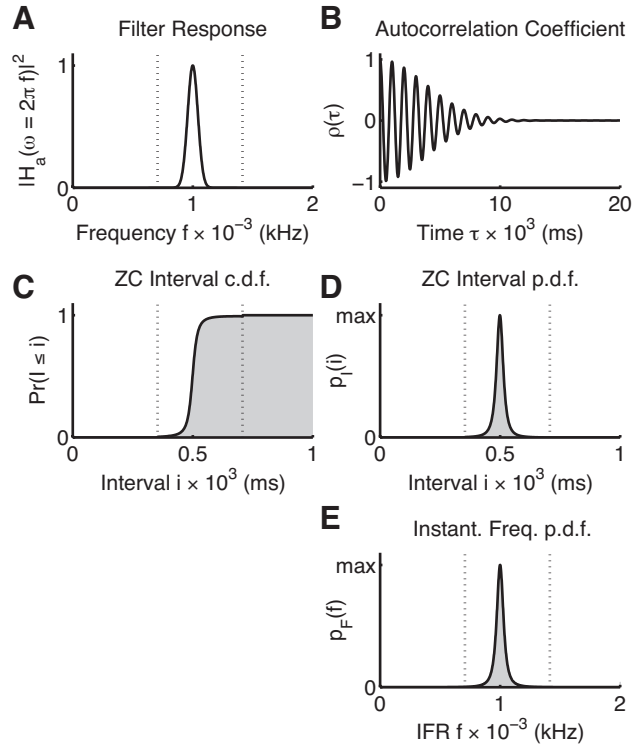 A
Filter Response
|H_a(ω = 2π f)|²
1
0
0
1
2
Frequency f × 10⁻³ (kHz)
B
Autocorrelation Coefficient
ρ(τ)
1
0
−1
0
10
20
Time τ × 10³ (ms)
C
ZC Interval c.d.f.
Pr(I ≤ i)
1
0
0
0.5
1
Interval i × 10³ (ms)
D
ZC Interval p.d.f.
p_I(i)
max
0
0
0.5
1
Interval i × 10³ (ms)
E
Instant. Freq. p.d.f.
p_F(f)
max
0
0
1
2
IFR f × 10⁻³ (kHz)